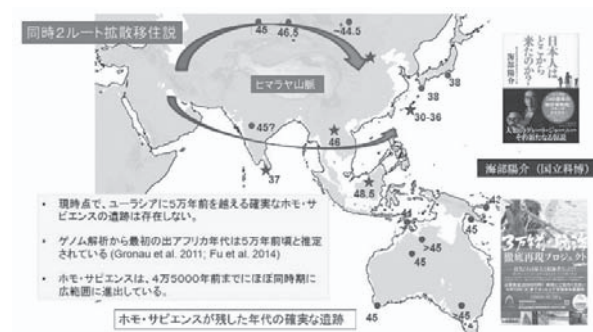 同時2ルート拡散移住説
45
46.5
~44.5
ヒマラヤ山脈
38
38
30-36
45?
46
37
48.5
45
>45
45
45
45
日本人は
どこから
来たのか?
海部陽介
海部陽介(国立科博)
3万年前の航海
徹底再現プロジェクト
• 現時点で、ユーラシアに5万年前を越える確実なホモ・サピエンスの遺跡は存在しない。
• ゲノム解析から最初の出アフリカ年代は5万年前頃と推定
されている (Gronau et al. 2011; Fu et al. 2014)
• ホモ・サピエンスは、4万5000年前までにほぼ同時期に
広範囲に進出している。
ホモ・サピエンスが残した年代の確実な遺跡